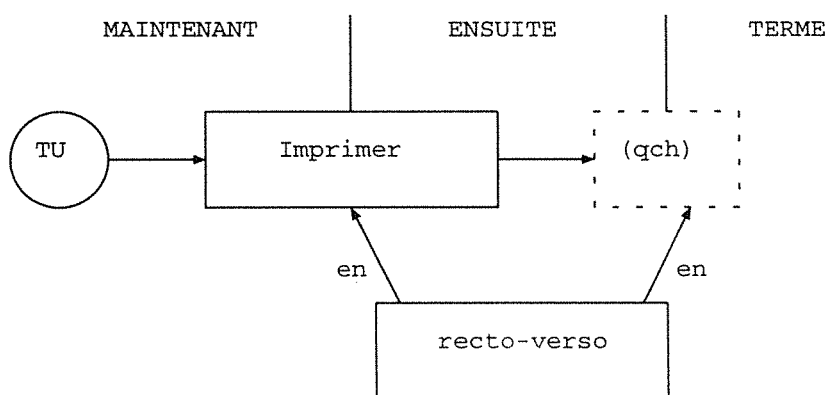 MAINTENANT ENSUITE TERME
TU Imprimer (qch)
en en
recto-verso